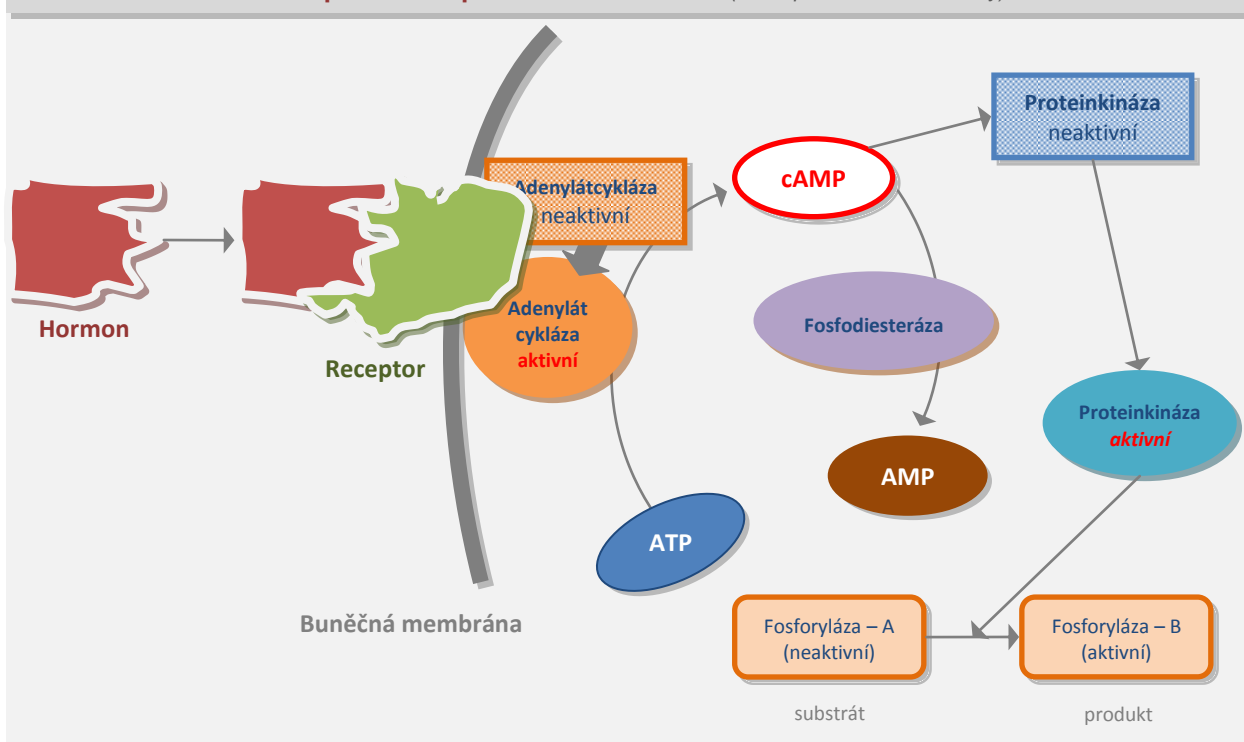 Proteinkináza
neaktivní
cAMP
Adenylátcykláza
neaktivní
Hormon
Receptor
Adenylát
cykláza
aktivní
Fosfodiesteráza
Proteinkináza
aktivní
AMP
ATP
Buněčná membrána
Fosforyláza – A
(neaktivní)
Fosforyláza – B
(aktivní)
substrát
produkt